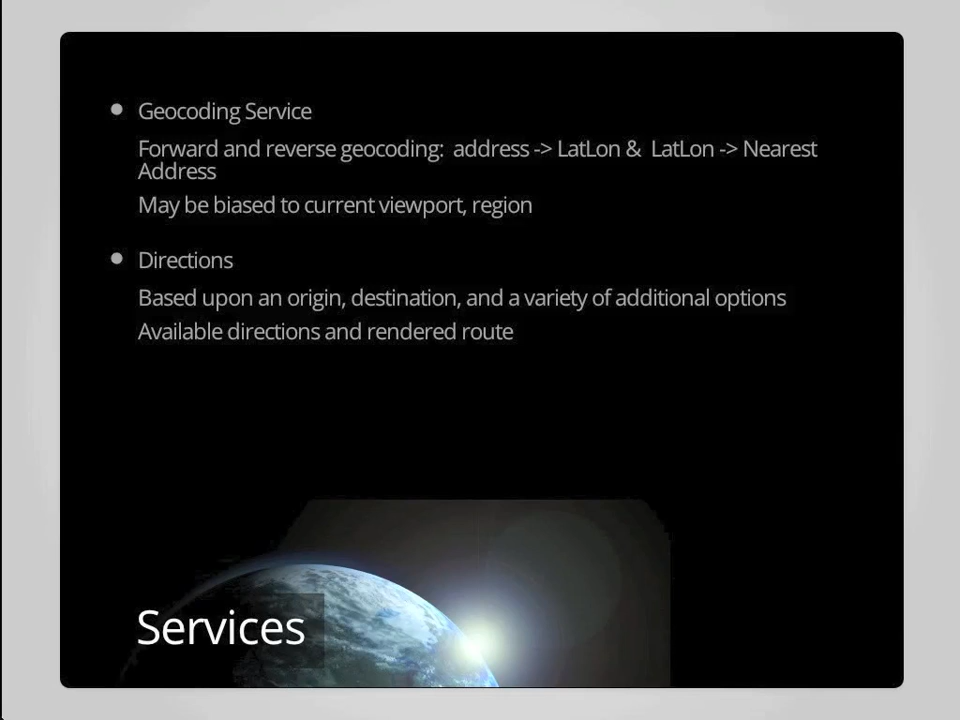 Geocoding Service
Forward and reverse geocoding:  address -> LatLon &  LatLon -> Nearest
Address
May be biased to current viewport, region
Directions
Based upon an origin, destination, and a variety of additional options
Available directions and rendered route
Services